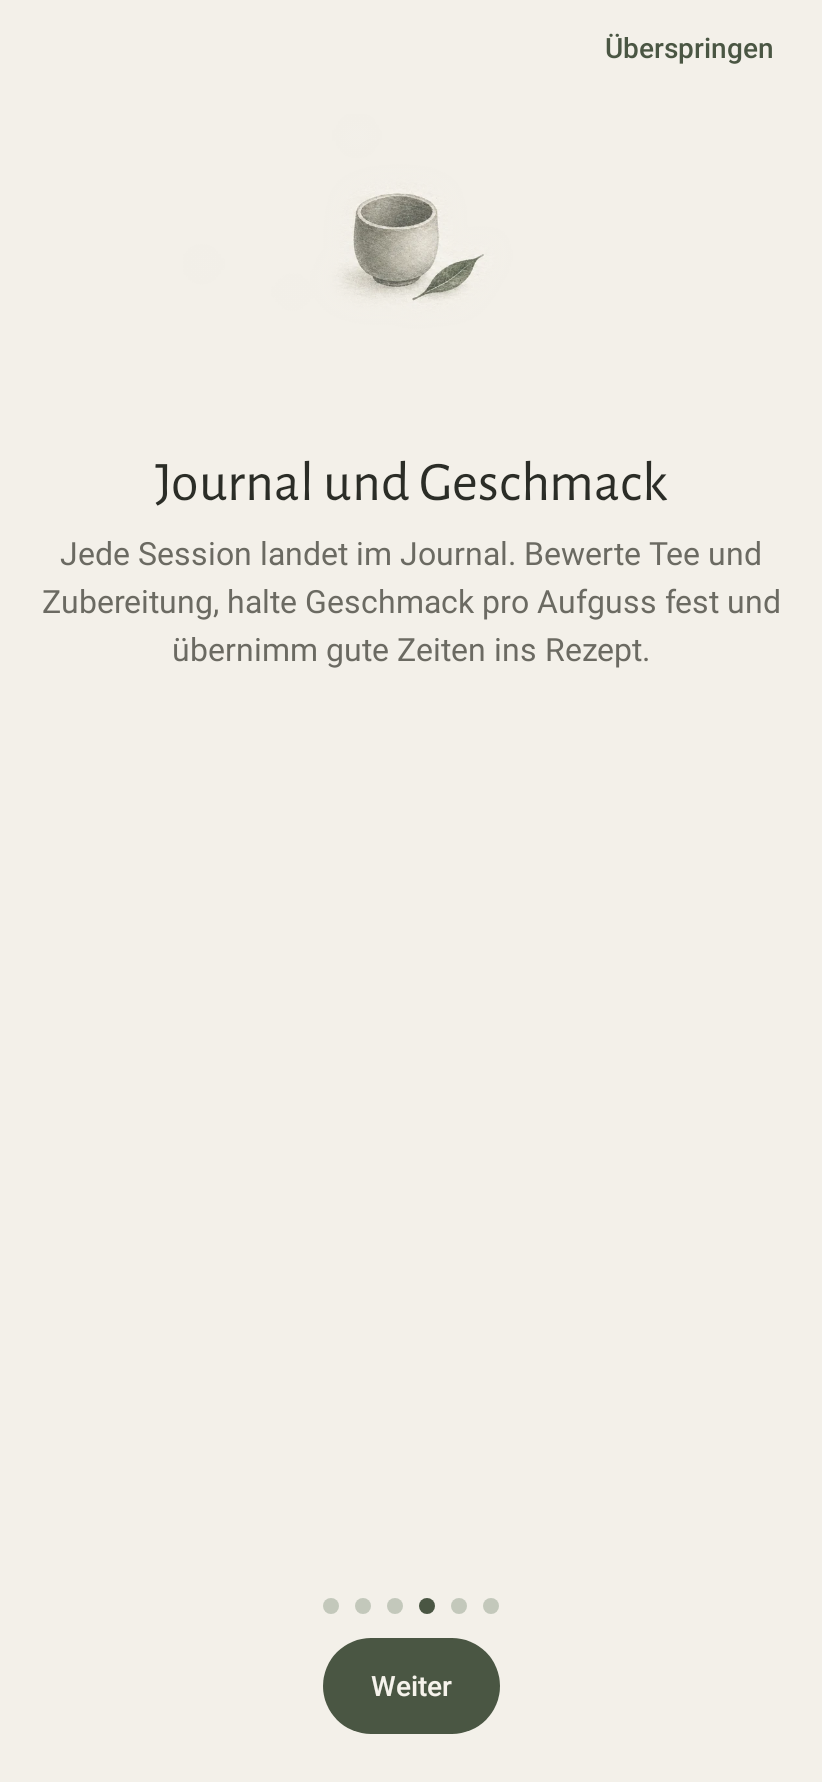 Überspringen
Journal und Geschmack
Jede Session landet im Journal. Bewerte Tee und
Zubereitung, halte Geschmack pro Aufguss fest und
übernimm gute Zeiten ins Rezept.
Weiter